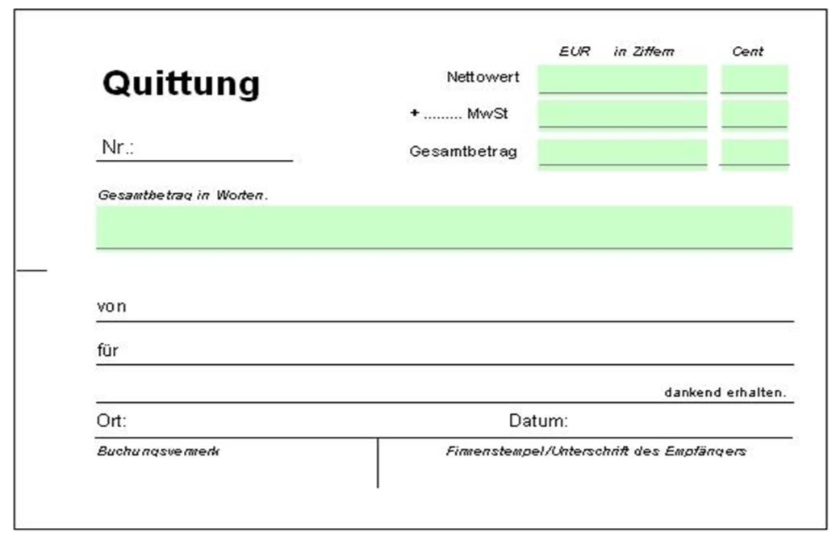 EUR in Ziffern Cent
Quittung
Nettowert
+ ......... MwSt
Nr.:
Gesamtbetrag
Gesamtbetrag in Worten.
von
für
dankend erhalten.
Ort: Datum:
Buchungsvermerk Firmenstempel/Unterschrift des Empfängers